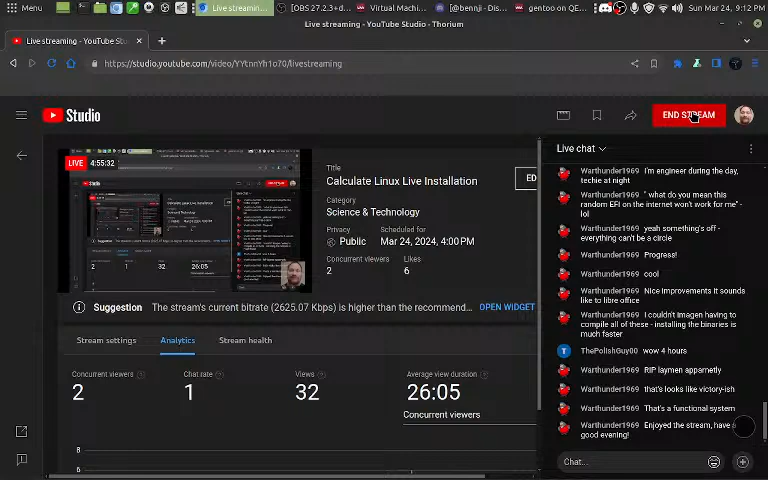 Menu
Live streamin...
[OBS 27.2.3+d...
Virtual Machi...
[@bennji - Dis...
gentoo on QE...
Sun Mar 24, 9:12 PM
Live streaming - YouTube Studio - Thorium
Live streaming - YouTube Stu
https://studio.youtube.com/video/YYtnnYh1o70/livestreaming
Studio
END STREAM
LIVE 4:55:32
Title
Calculate Linux Live Installation
ED
Category
Science & Technology
Privacy
Scheduled for
Public
Mar 24, 2024, 4:00 PM
Concurrent viewers
Likes
2
6
Suggestion The stream's current bitrate (2625.07 Kbps) is higher than the recommend... OPEN WIDGET
Stream settings
Analytics
Stream health
Concurrent viewers
Chat rate
Views
Average view duration
2
1
32
26:05
Concurrent viewers
8
6
Live chat
Warthunder1969 I'm engineer during the day,
techie at night
Warthunder1969 " what do you mean this
random EFI on the internet won't work for me" -
lol
Warthunder1969 yeah something's off -
everything can't be a circle
Warthunder1969 Progress!
Warthunder1969 cool
Warthunder1969 Nice improvements it sounds
like to libre office
Warthunder1969 I couldn't imagen having to
compile all of these - installing the binaries is
much faster
T ThePolishGuy00 wow 4 hours
Warthunder1969 RIP laymen apparnetly
Warthunder1969 that's looks like victory-ish
Warthunder1969 That's a functional system
Warthunder1969 Enjoyed the stream, have a
good evening!
Chat...